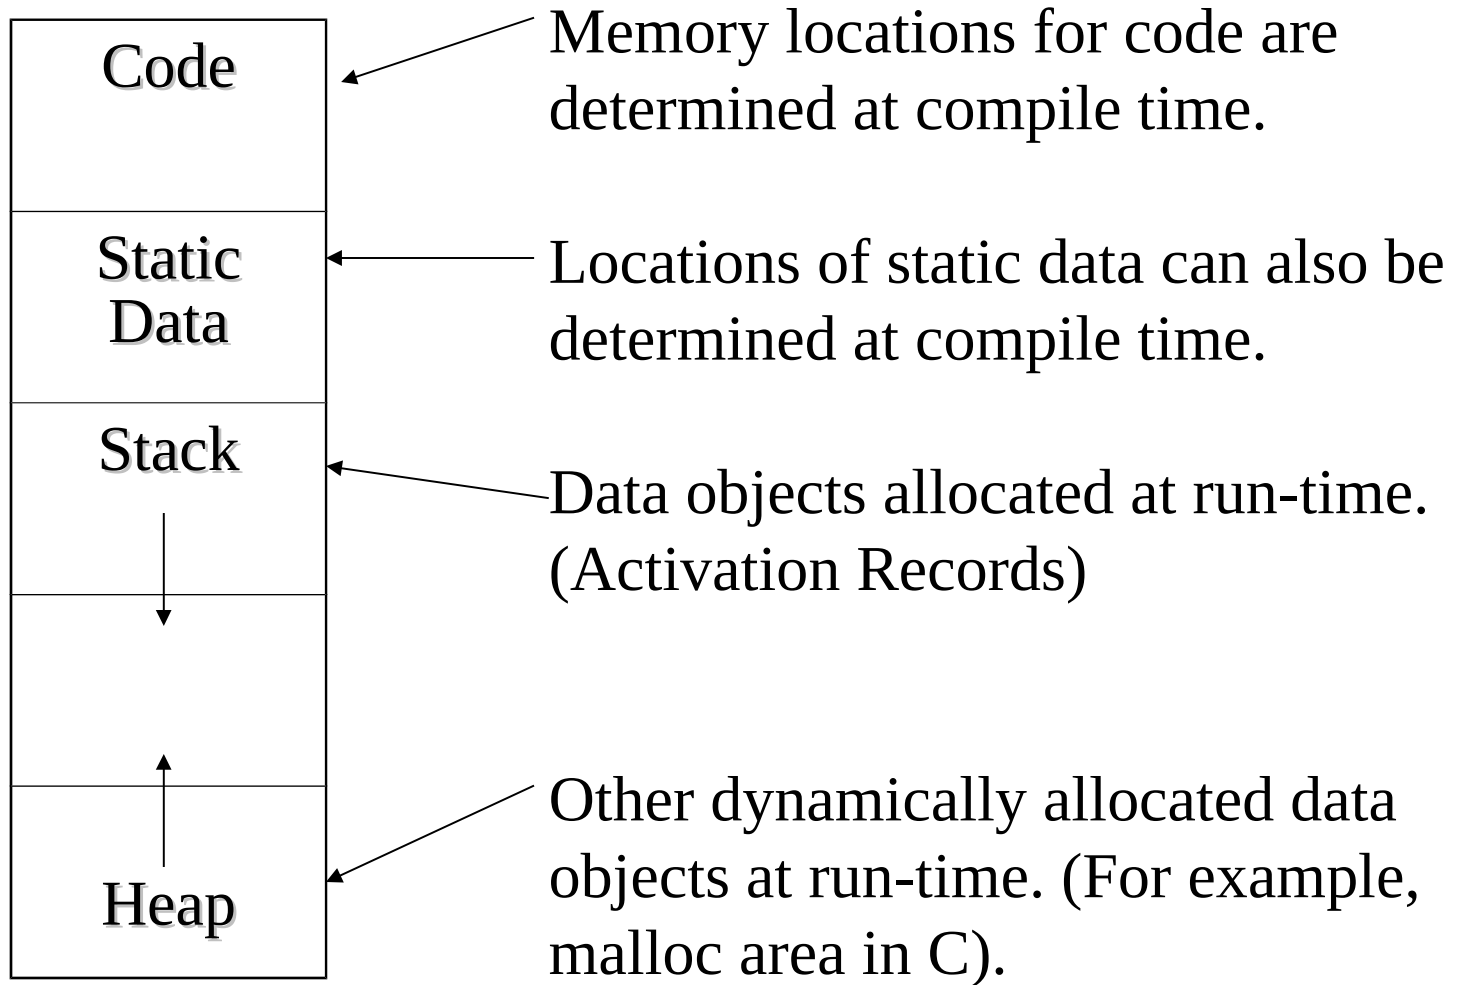 Code
Memory locations for code are
determined at compile time.
Static
Data
Locations of static data can also be
determined at compile time.
Stack
Data objects allocated at run-time.
(Activation Records)
Heap
Other dynamically allocated data
objects at run-time. (For example,
malloc area in C).